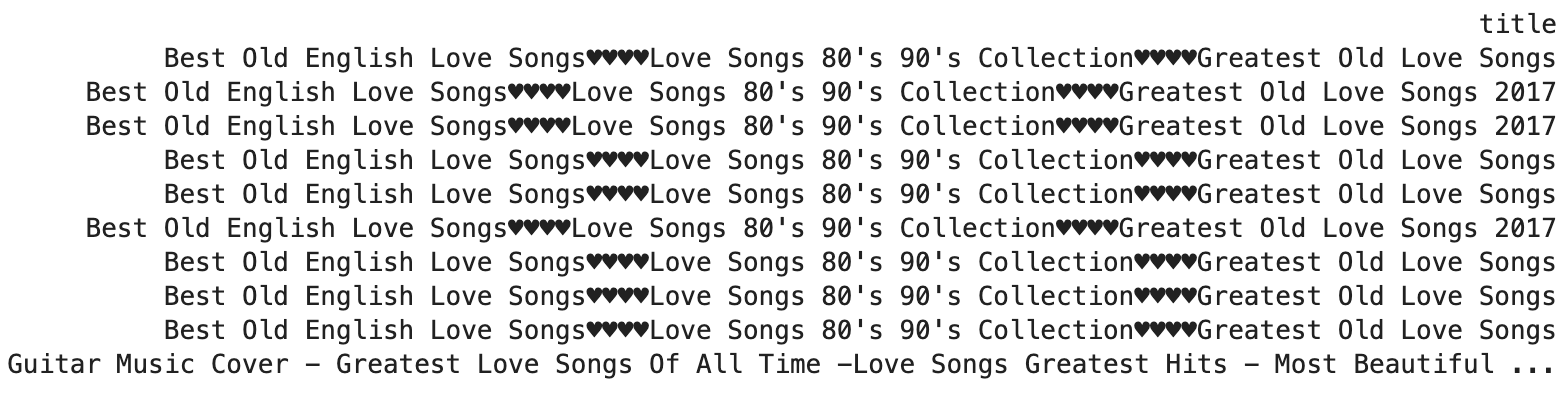 title
Best Old English Love Songs♥♥♥♥Love Songs 80's 90's Collection♥♥♥♥Greatest Old Love Songs
Best Old English Love Songs♥♥♥♥Love Songs 80's 90's Collection♥♥♥♥Greatest Old Love Songs 2017
Best Old English Love Songs♥♥♥♥Love Songs 80's 90's Collection♥♥♥♥Greatest Old Love Songs 2017
Best Old English Love Songs♥♥♥♥Love Songs 80's 90's Collection♥♥♥♥Greatest Old Love Songs
Best Old English Love Songs♥♥♥♥Love Songs 80's 90's Collection♥♥♥♥Greatest Old Love Songs
Best Old English Love Songs♥♥♥♥Love Songs 80's 90's Collection♥♥♥♥Greatest Old Love Songs 2017
Best Old English Love Songs♥♥♥♥Love Songs 80's 90's Collection♥♥♥♥Greatest Old Love Songs
Best Old English Love Songs♥♥♥♥Love Songs 80's 90's Collection♥♥♥♥Greatest Old Love Songs
Best Old English Love Songs♥♥♥♥Love Songs 80's 90's Collection♥♥♥♥Greatest Old Love Songs
Guitar Music Cover - Greatest Love Songs Of All Time -Love Songs Greatest Hits - Most Beautiful ...